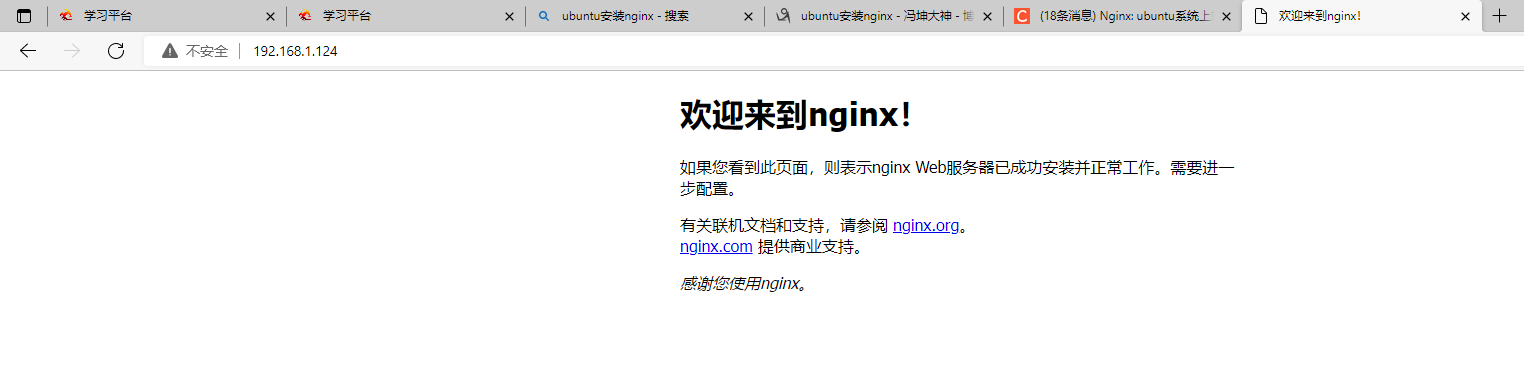 学习平台
学习平台
ubuntu安装nginx - 搜索
ubuntu安装nginx - 冯坤大神 - 博
(18条消息) Nginx: ubuntu系统上
欢迎来到nginx!
不安全
192.168.1.124
欢迎来到nginx!
如果您看到此页面，则表示nginx Web服务器已成功安装并正常工作。需要进一
步配置。
有关联机文档和支持，请参阅 nginx.org。
nginx.com 提供商业支持。
感谢您使用nginx。